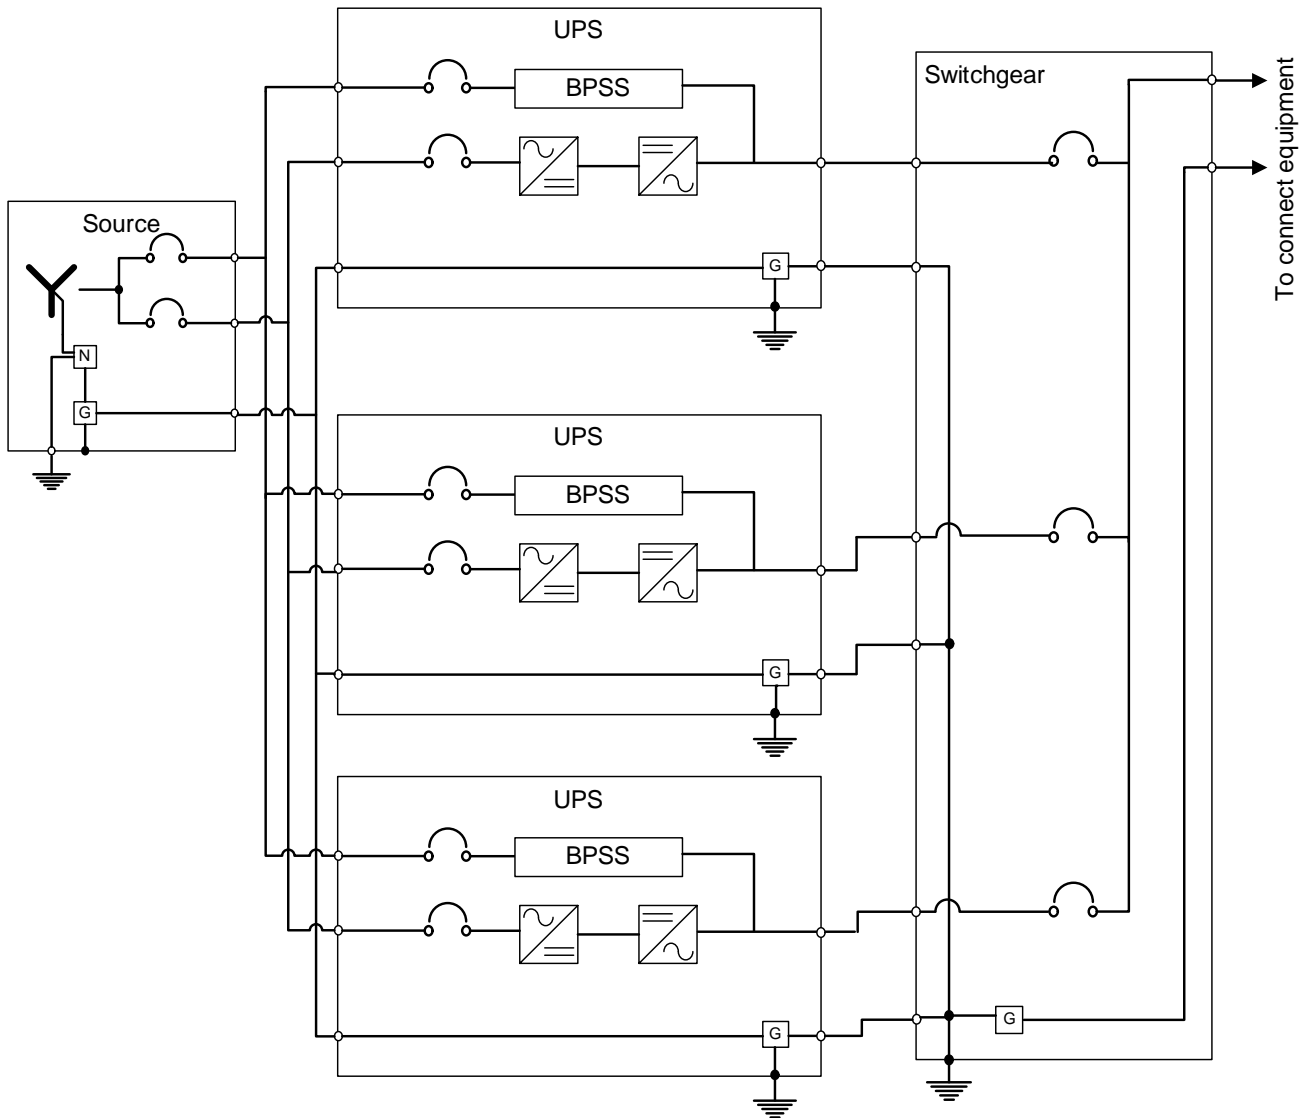 UPS
BPSS
Switchgear
To connect equipment
Source
G
N
G
UPS
BPSS
G
UPS
BPSS
G
G